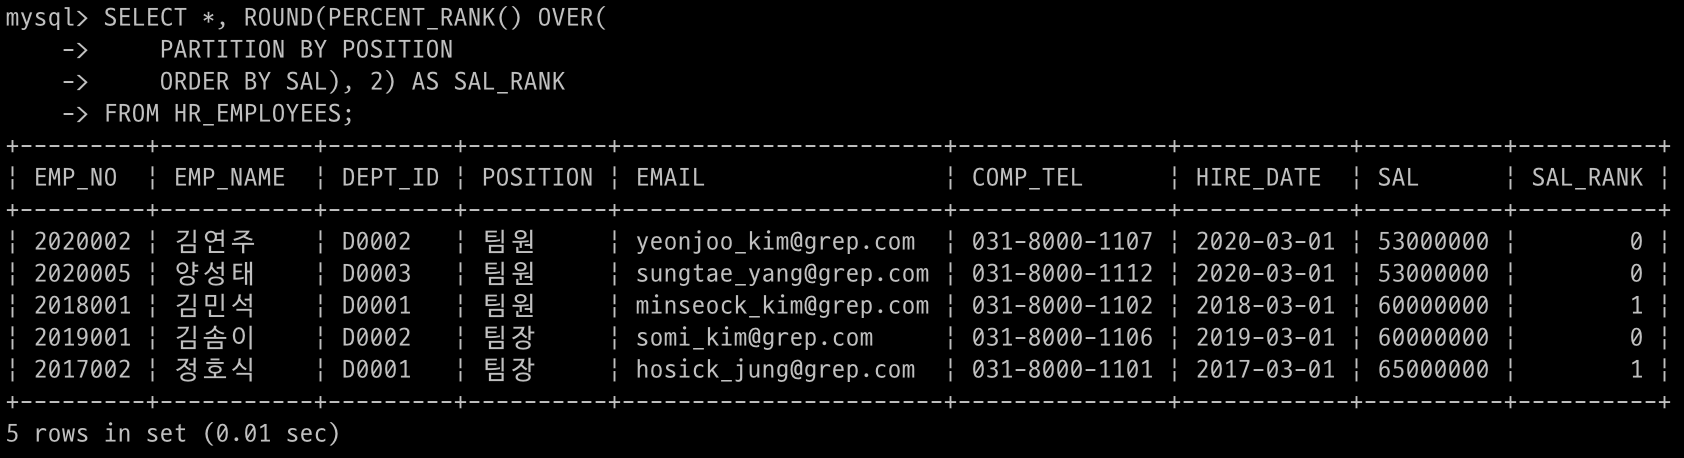 mysql> SELECT *, ROUND(PERCENT_RANK() OVER(
    ->     PARTITION BY POSITION
    ->     ORDER BY SAL), 2) AS SAL_RANK
    -> FROM HR_EMPLOYEES;
+---------+-----------+---------+----------+-----------------------+---------------+------------+----------+----------+
¦ EMP_NO  ¦ EMP_NAME  ¦ DEPT_ID ¦ POSITION ¦ EMAIL                 ¦ COMP_TEL      ¦ HIRE_DATE  ¦ SAL      ¦ SAL_RANK ¦
+---------+-----------+---------+----------+-----------------------+---------------+------------+----------+----------+
¦ 2020002 ¦ 김연주    ¦ D0002   ¦ 팀원     ¦ yeonjoo_kim@grep.com  ¦ 031-8000-1107 ¦ 2020-03-01 ¦ 53000000 ¦        0 ¦
¦ 2020005 ¦ 양성태    ¦ D0003   ¦ 팀원     ¦ sungtae_yang@grep.com ¦ 031-8000-1112 ¦ 2020-03-01 ¦ 53000000 ¦        0 ¦
¦ 2018001 ¦ 김민석    ¦ D0001   ¦ 팀원     ¦ minseock_kim@grep.com ¦ 031-8000-1102 ¦ 2018-03-01 ¦ 60000000 ¦        1 ¦
¦ 2019001 ¦ 김솜이    ¦ D0002   ¦ 팀장     ¦ somi_kim@grep.com     ¦ 031-8000-1106 ¦ 2019-03-01 ¦ 60000000 ¦        0 ¦
¦ 2017002 ¦ 정호식    ¦ D0001   ¦ 팀장     ¦ hosick_jung@grep.com  ¦ 031-8000-1101 ¦ 2017-03-01 ¦ 65000000 ¦        1 ¦
+---------+-----------+---------+----------+-----------------------+---------------+------------+----------+----------+
5 rows in set (0.01 sec)